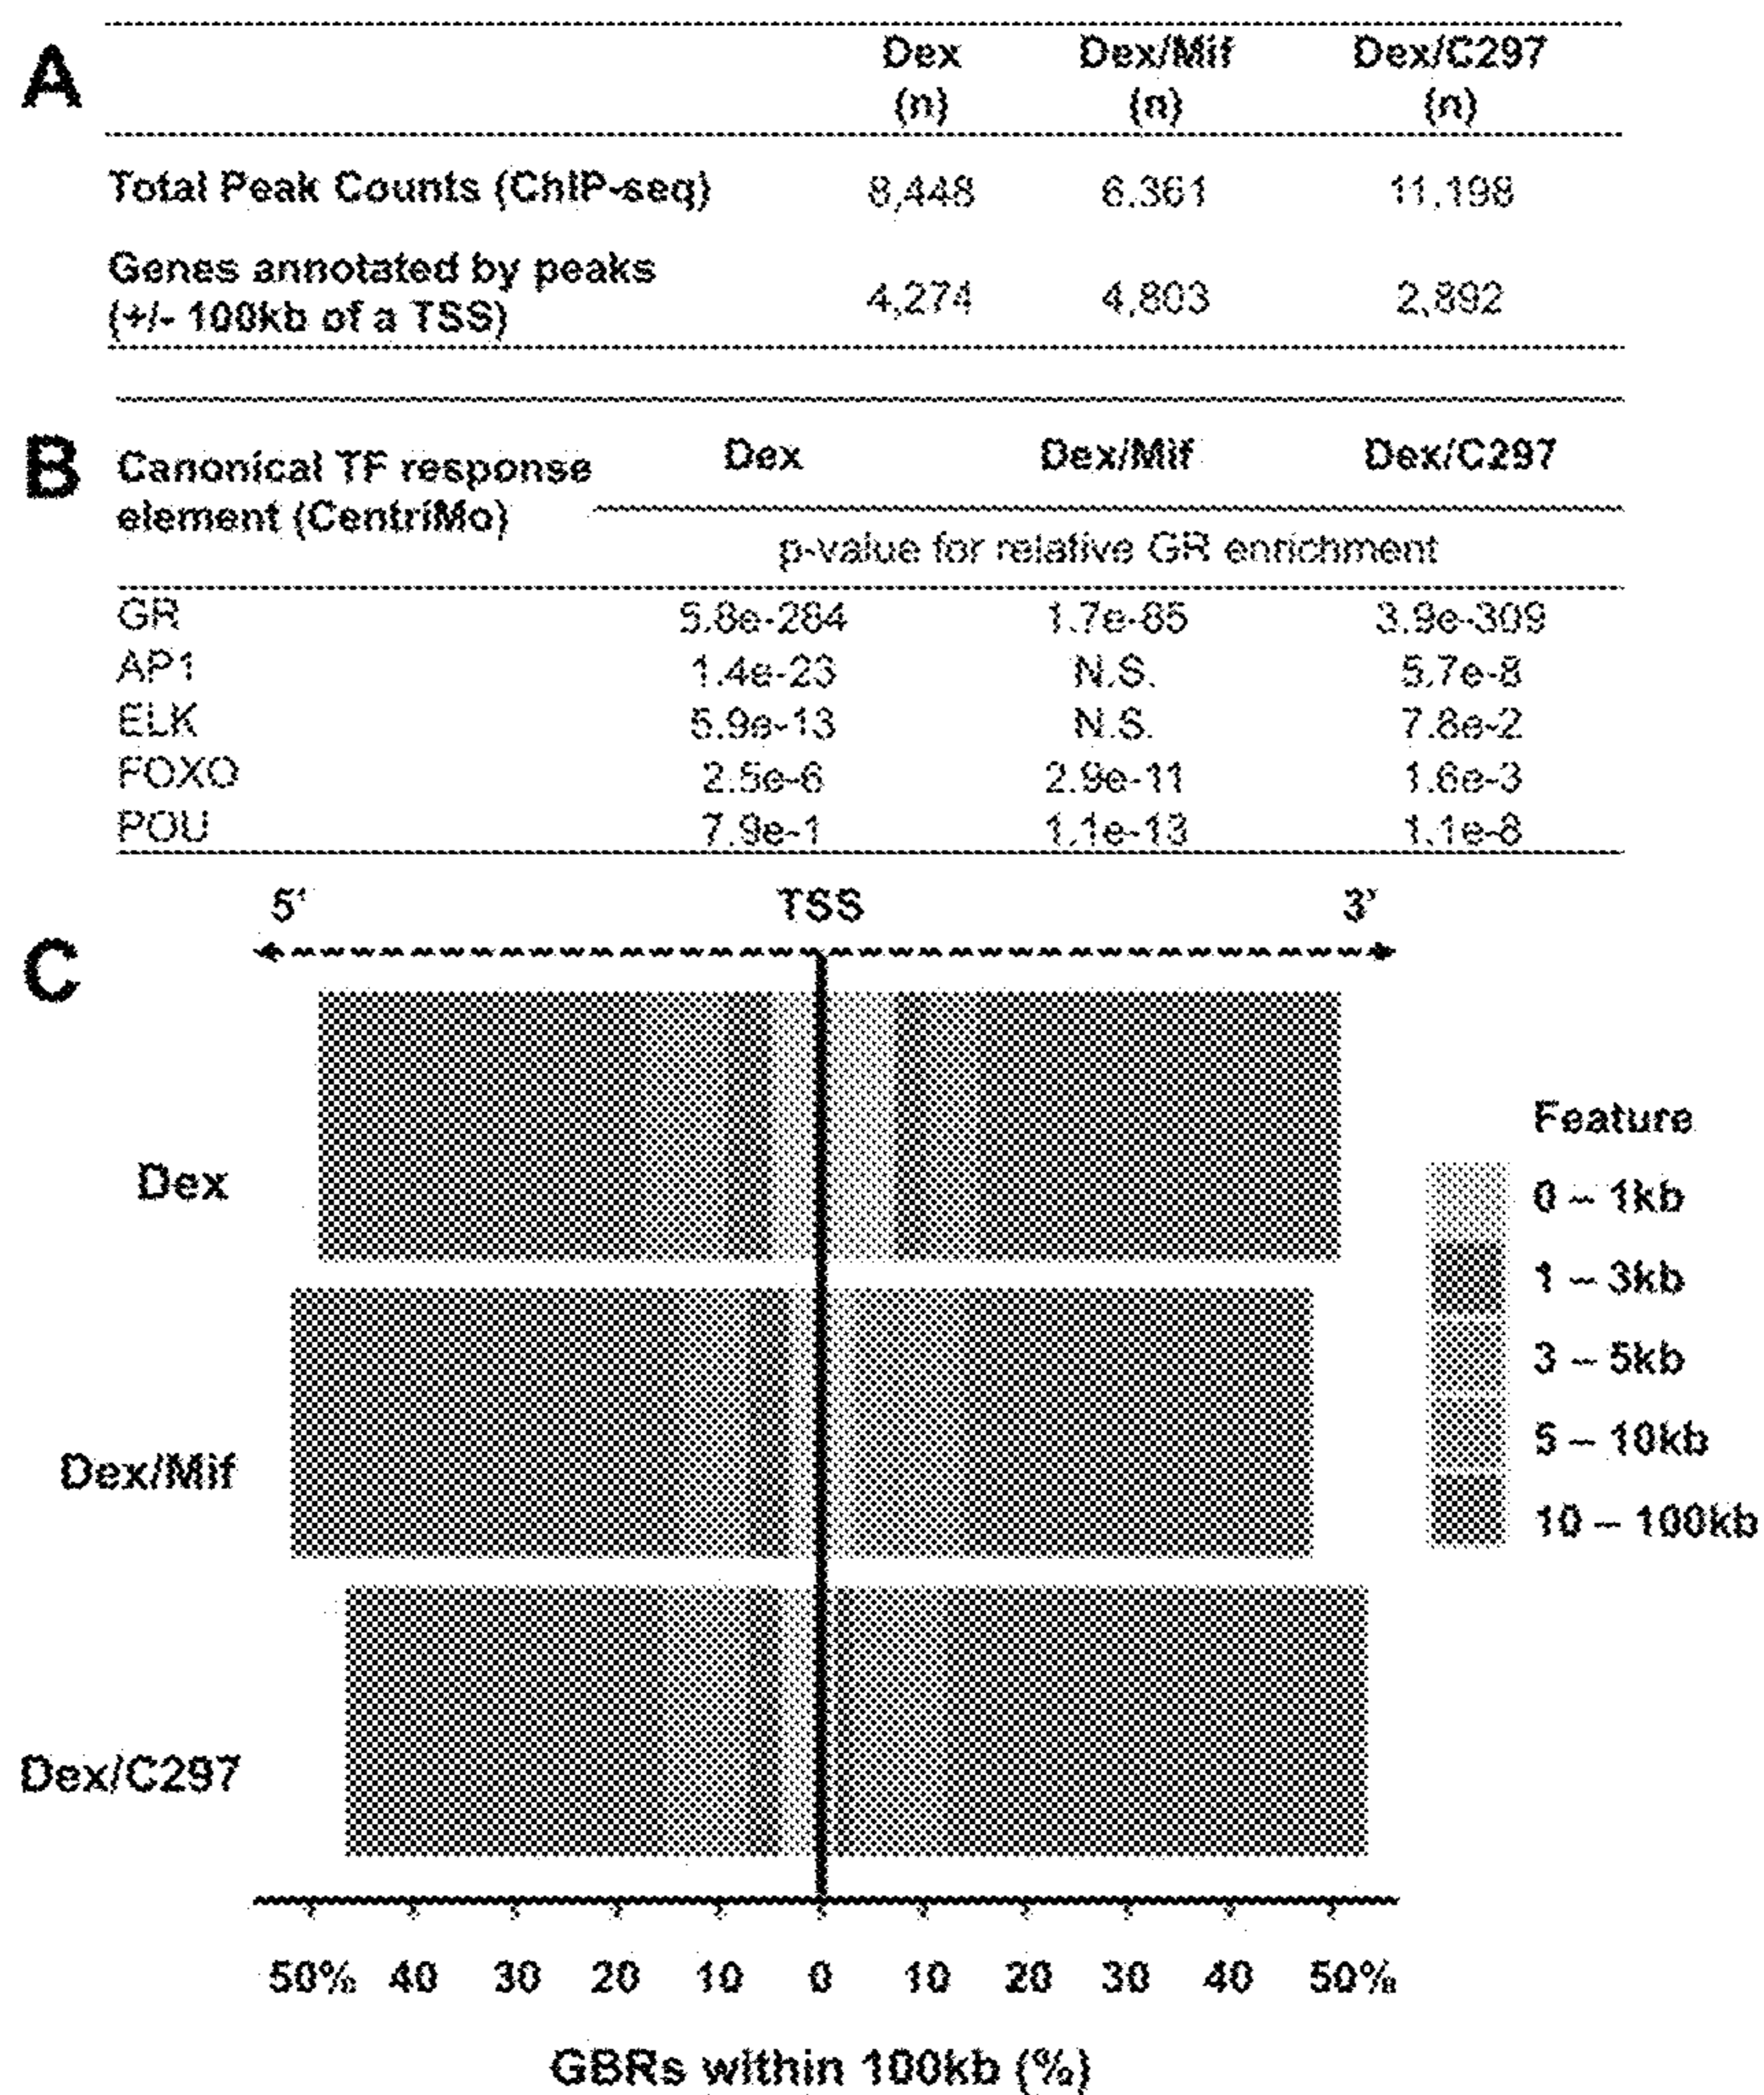 A
Dex Dex/Mif Dex/C297
(n) (n) (n)
Total Peak Counts (ChIP-seq) 8,448 6,361 11,198
Genes annotated by peaks
(+/- 100kb of a TSS) 4,274 4,803 2,892
B
Canonical TF response
element (CentriMo)
Dex Dex/Mif Dex/C297
p-value for relative GR enrichment
GR 5.8e-284 1.7e-85 3.9e-309
AP1 1.4e-23 N.S. 5.7e-8
ELK 5.9e-13 N.S. 7.8e-2
FOXO 2.5e-6 2.9e-11 1.6e-3
POU 7.9e-1 1.1e-13 1.1e-8
C
5' TSS 3'
Dex
Dex/Mif
Dex/C297
Feature
0 – 1kb
1 – 3kb
3 – 5kb
5 – 10kb
10 – 100kb
50% 40 30 20 10 0 10 20 30 40 50%
GBRs within 100kb (%)